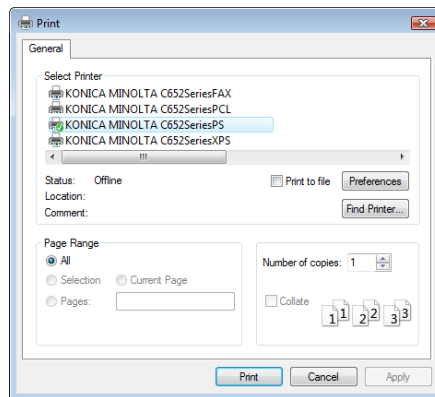 Print
General
Select Printer
KONICA MINOLTA C652SeriesFAX
KONICA MINOLTA C652SeriesPCL
KONICA MINOLTA C652SeriesPS
KONICA MINOLTA C652SeriesXPS
Status: Offline
Print to file Preferences
Location:
Comment:
Find Printer...
Page Range
All
Selection Current Page
Pages:
Number of copies: 1
Collate
1 1 2 2 3 3
Print Cancel Apply